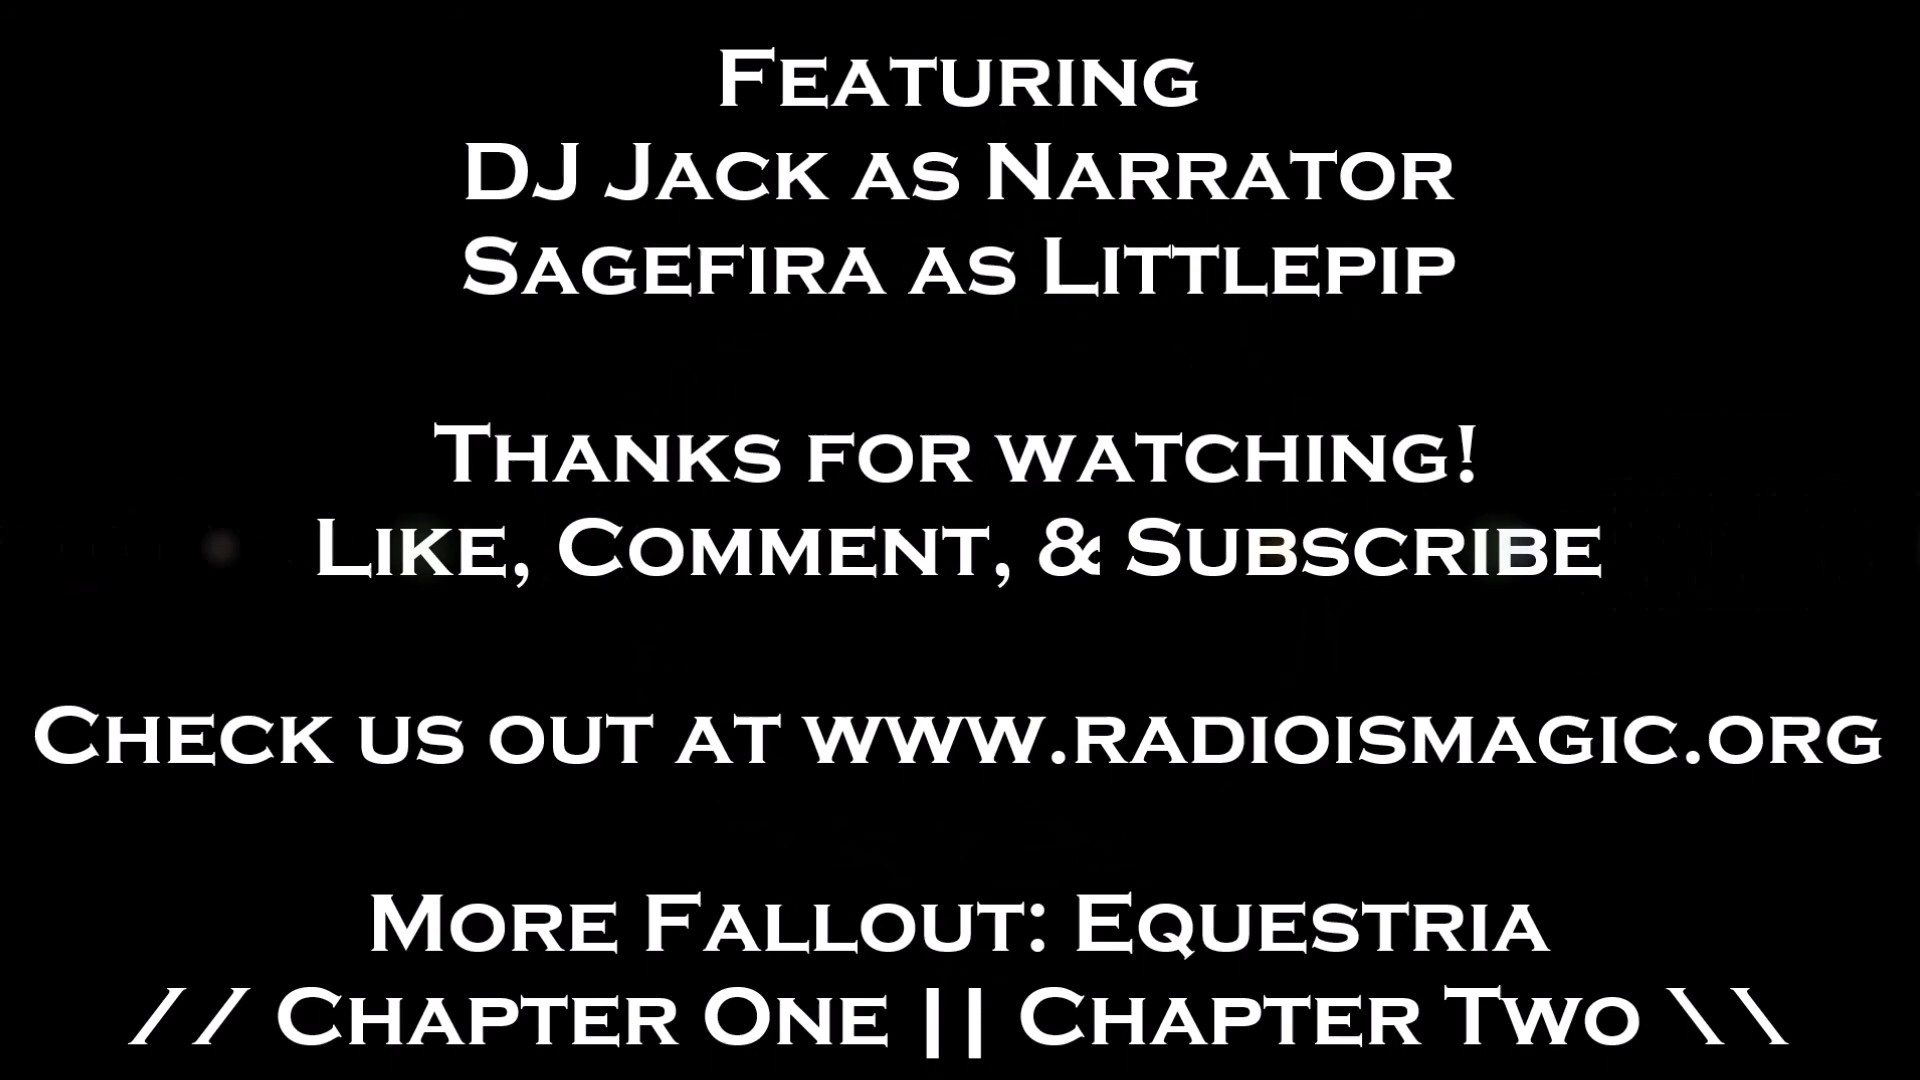 Featuring
DJ Jack as Narrator
Sagefira as Littlepip
Thanks for watching!
Like, Comment, & Subscribe
Check us out at www.radioismagic.org
More Fallout: Equestria
// Chapter One || Chapter Two \\